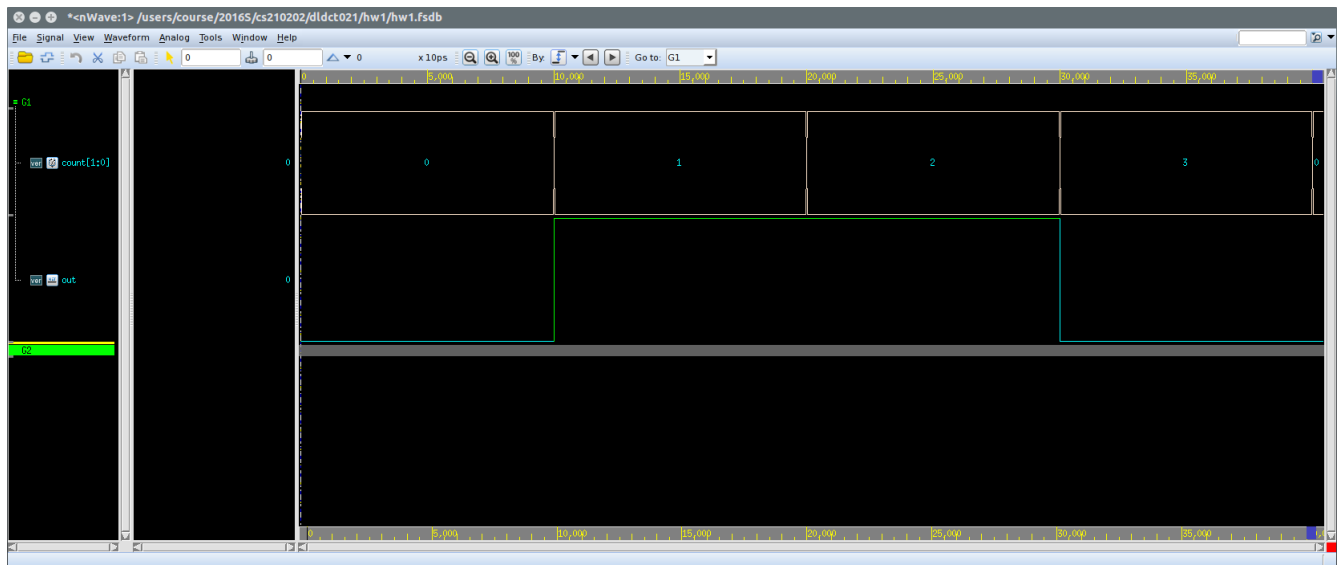 *<nWave:1> /users/course/2016S/cs210202/dldct021/hw1/hw1.fsdb
File Signal View Waveform Analog Tools Window Help
0 0 0 x 10ps 100 % By: Go to: G1
0 5,000 10,000 15,000 20,000 25,000 30,000 35,000
G1
ver count[1:0] 0 0 1 2 3 0
ver out 0
G2
0 5,000 10,000 15,000 20,000 25,000 30,000 35,000